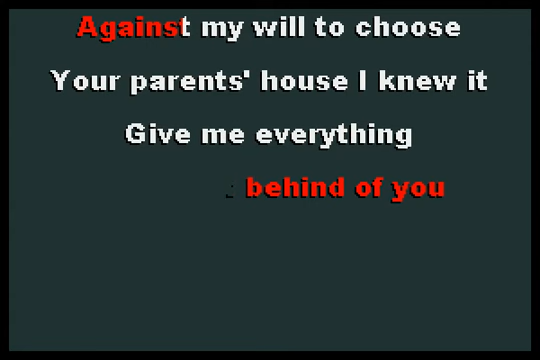 Against my will to choose
Your parents' house I knew it
Give me everything
behind of you